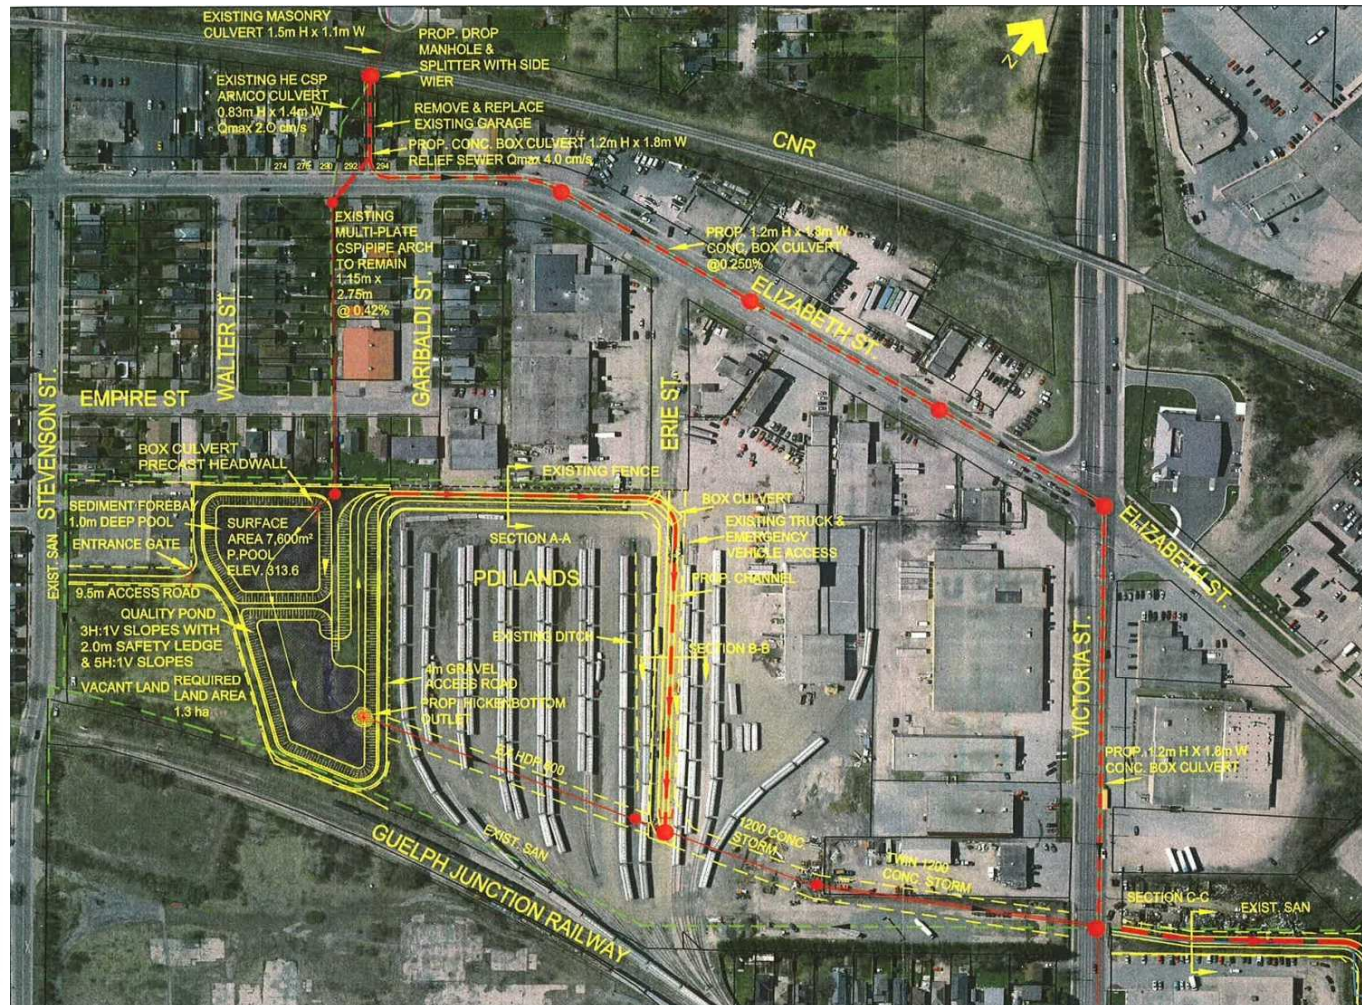 EXISTING MASONRY
CULVERT 1.5m H x 1.1m W
PROP. DROP
MANHOLE &
SPLITTER WITH SIDE
WIER
Z
EXISTING HE CSP
ARMCO CULVERT
0.83m H x 1.4m W
Qmax 2.0 cm/s
REMOVE & REPLACE
EXISTING GARAGE
CNR
PROP. CONC. BOX CULVERT 1.2m H x 1.8m W
RELIEF SEWER Qmax 4.0 cm/s
274
290
292
294
EXISTING
MULTI-PLATE
CSP PIPE ARCH
TO REMAIN
1.15m x
2.75m
@ 0.42%
PROP. 1.2m H x 1.8m W
CONC. BOX CULVERT
@0.250%
ELIZABETH ST.
WALTER ST.
GARIBALDI ST.
ERIE ST.
STEVENSON ST.
EMPIRE ST
BOX CULVERT
PRECAST HEADWALL
EXISTING FENCE
SEDIMENT FOREBAY
1.0m DEEP POOL
ENTRANCE GATE
SURFACE
AREA 7,600m²
P.POOL
ELEV. 313.6
SECTION A-A
BOX CULVERT
EXISTING TRUCK &
EMERGENCY
VEHICLE ACCESS
ELIZABETH ST.
EXIST. SAN
PDI LANDS
PROP. CHANNEL
9.5m ACCESS ROAD
QUALITY POND
3H:1V SLOPES WITH
2.0m SAFETY LEDGE
& 5H:1V SLOPES
EXISTING DITCH
SECTION B-B
VACANT LAND
REQUIRED
LAND AREA
1.3 ha
4m GRAVEL
ACCESS ROAD
PROP. HICKENBOTTOM
OUTLET
VICTORIA ST.
PROP. 1.2m H X 1.8m W
CONC. BOX CULVERT
EXIST. SAN
GUELPH JUNCTION RAILWAY
1200 CONC
STORM
TWIN 1200
CONC. STORM
SECTION C-C
EXIST. SAN